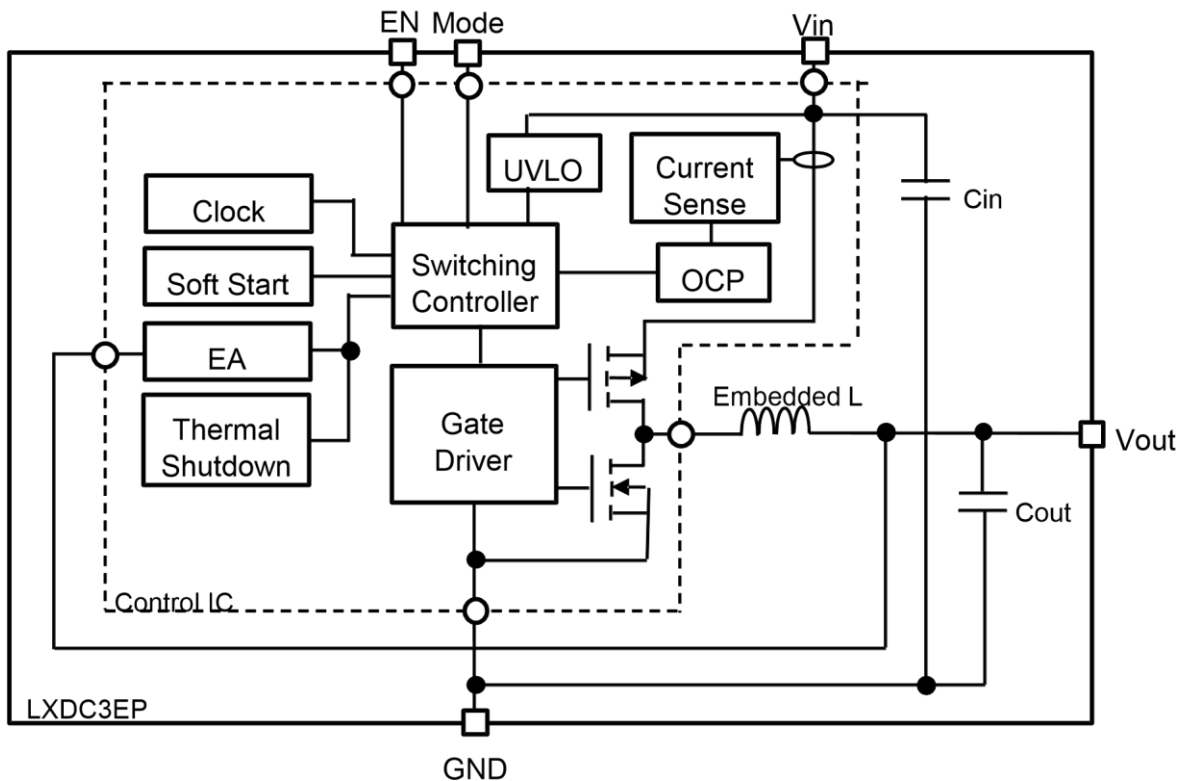 EN Mode Vin
UVLO
Current
Sense
Cin
Clock
Switching
Controller
Soft Start
OCP
EA
Embedded L
Thermal
Shutdown
Gate
Driver
Vout
Cout
Control IC
LXDC3EP
GND